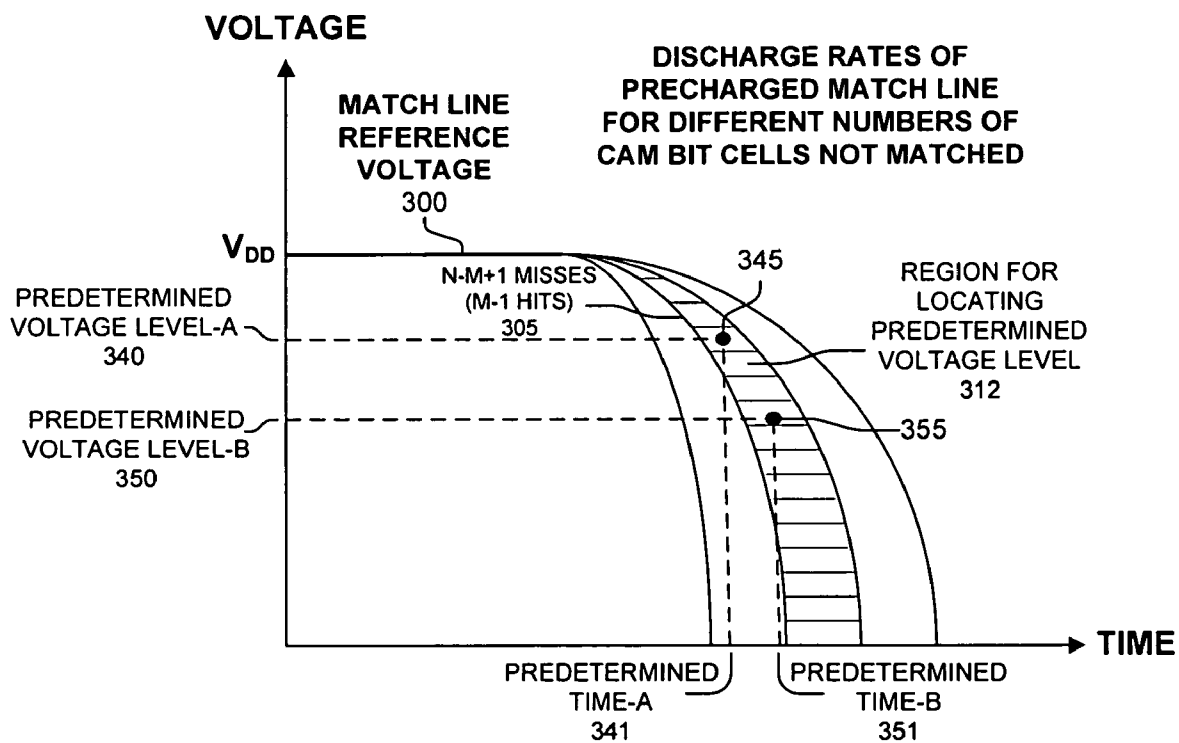 VOLTAGE
DISCHARGE RATES OF
PRECHARGED MATCH LINE
FOR DIFFERENT NUMBERS OF
CAM BIT CELLS NOT MATCHED
MATCH LINE
REFERENCE
VOLTAGE
300
VDD
N-M+1 MISSES
(M-1 HITS)
305
345
REGION FOR
LOCATING
PREDETERMINED
VOLTAGE LEVEL
312
PREDETERMINED
VOLTAGE LEVEL-A
340
PREDETERMINED
VOLTAGE LEVEL-B
350
355
TIME
PREDETERMINED
TIME-A
341
PREDETERMINED
TIME-B
351